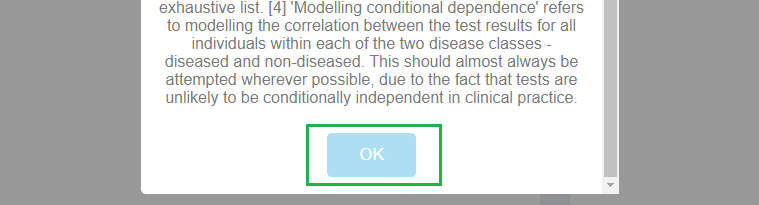 exhaustive list. [4] 'Modelling conditional dependence' refers
to modelling the correlation between the test results for all
individuals within each of the two disease classes -
diseased and non-diseased. This should almost always be
attempted wherever possible, due to the fact that tests are
unlikely to be conditionally independent in clinical practice.
OK